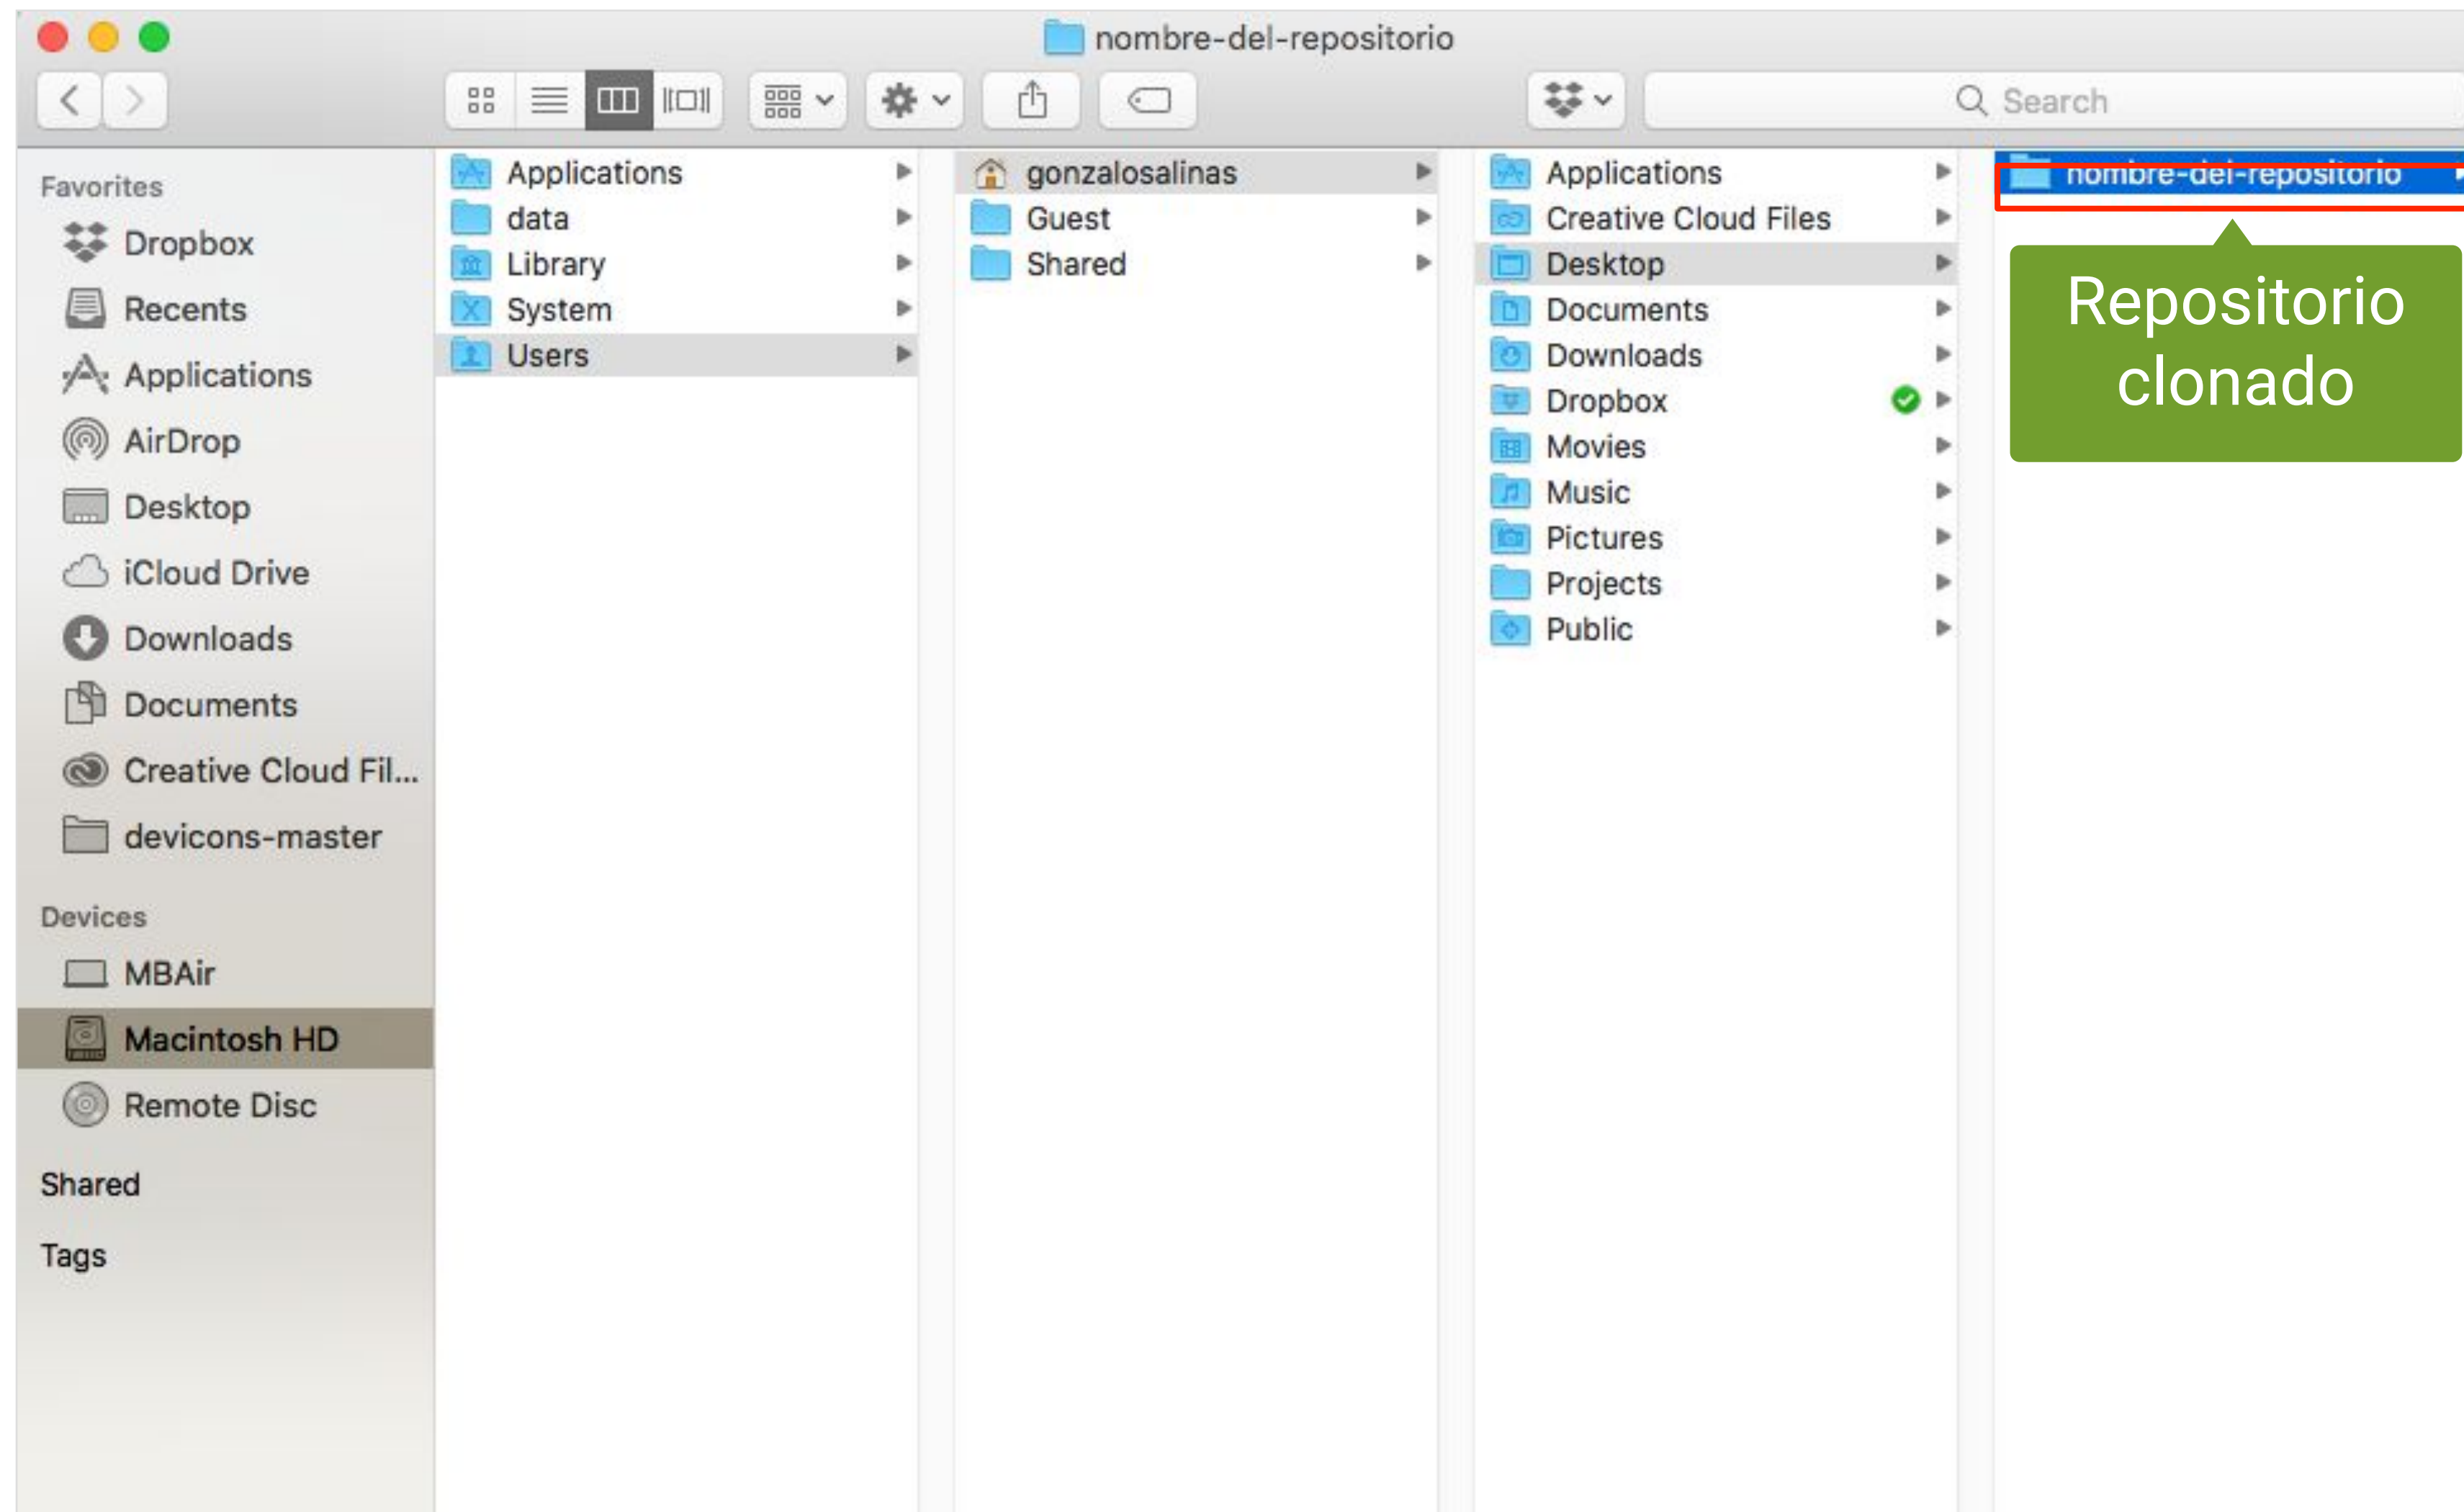 nombre-del-repositorio
Search
Favorites
Dropbox
Recents
Applications
AirDrop
Desktop
iCloud Drive
Downloads
Documents
Creative Cloud Fil...
devicons-master
Devices
MBAir
Macintosh HD
Remote Disc
Shared
Tags
Applications
data
Library
System
Users
gonzalosalinas
Guest
Shared
Applications
Creative Cloud Files
Desktop
Documents
Downloads
Dropbox
Movies
Music
Pictures
Projects
Public
nombre-del-repositorio
Repositorio
clonado